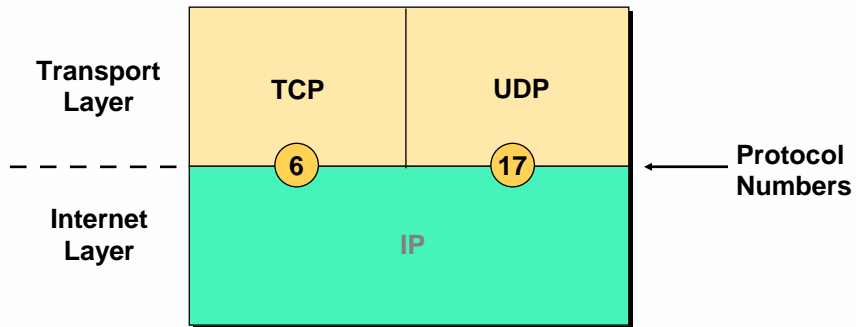 Transport
Layer
TCP
UDP
6
17
Protocol
Numbers
Internet
Layer
IP